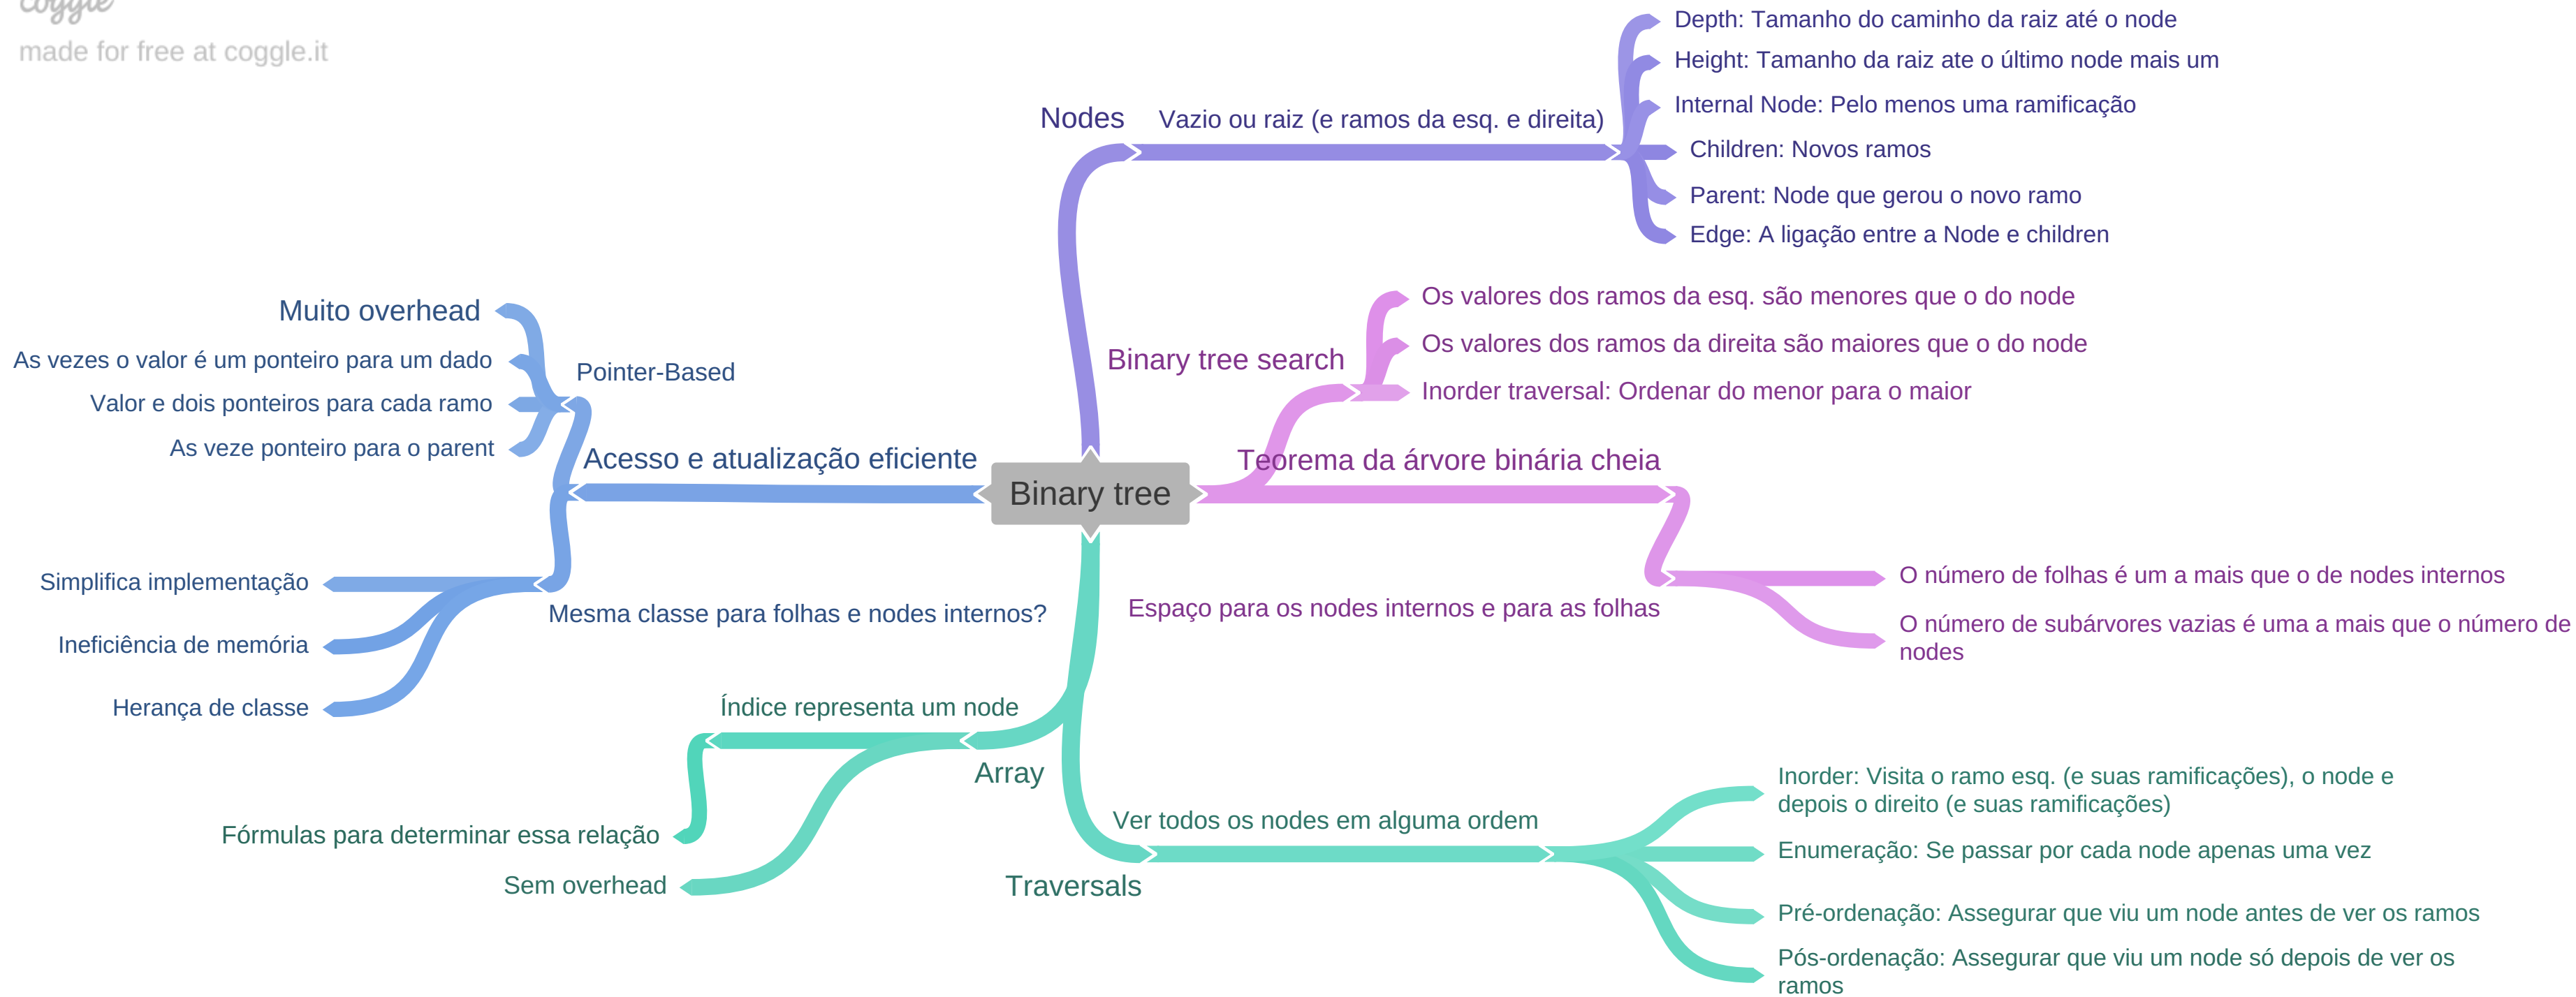 coggle
made for free at coggle.it
Binary tree
Nodes
Vazio ou raiz (e ramos da esq. e direita)
Depth: Tamanho do caminho da raiz até o node
Height: Tamanho da raiz ate o último node mais um
Internal Node: Pelo menos uma ramificação
Children: Novos ramos
Parent: Node que gerou o novo ramo
Edge: A ligação entre a Node e children
Binary tree search
Os valores dos ramos da esq. são menores que o do node
Os valores dos ramos da direita são maiores que o do node
Inorder traversal: Ordenar do menor para o maior
Teorema da árvore binária cheia
Espaço para os nodes internos e para as folhas
O número de folhas é um a mais que o de nodes internos
O número de subárvores vazias é uma a mais que o número de
nodes
Traversals
Ver todos os nodes em alguma ordem
Inorder: Visita o ramo esq. (e suas ramificações), o node e
depois o direito (e suas ramificações)
Enumeração: Se passar por cada node apenas uma vez
Pré-ordenação: Assegurar que viu um node antes de ver os ramos
Pós-ordenação: Assegurar que viu um node só depois de ver os
ramos
Array
Índice representa um node
Fórmulas para determinar essa relação
Sem overhead
Acesso e atualização eficiente
Pointer-Based
Muito overhead
As vezes o valor é um ponteiro para um dado
Valor e dois ponteiros para cada ramo
As veze ponteiro para o parent
Mesma classe para folhas e nodes internos?
Simplifica implementação
Ineficiência de memória
Herança de classe